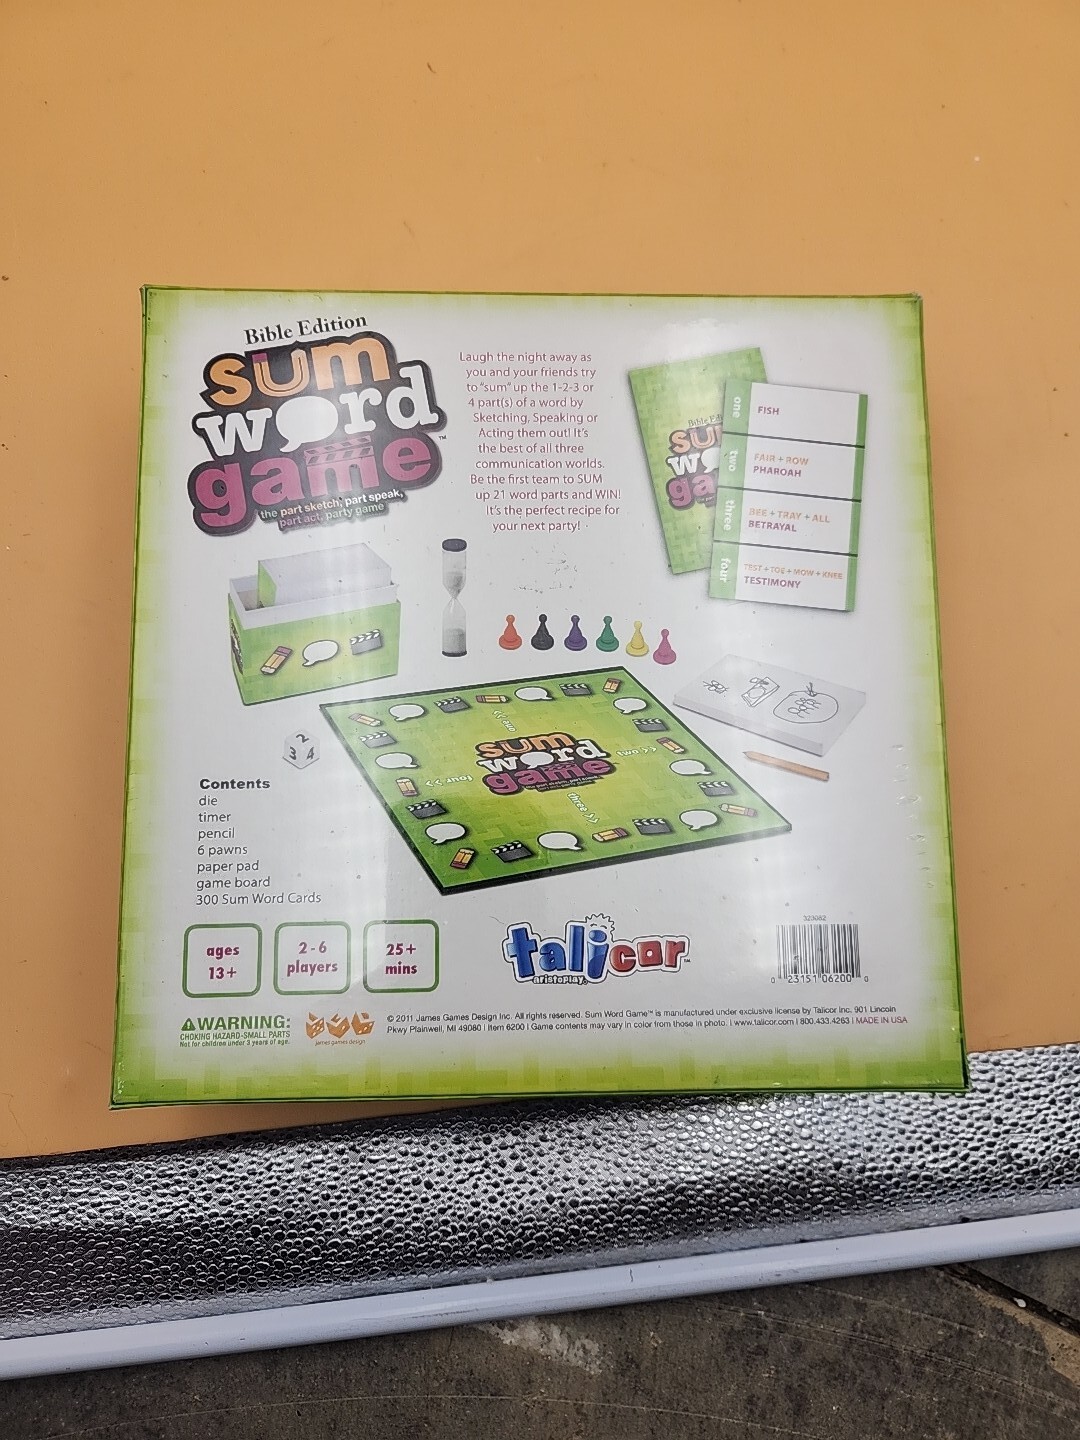 Bible Edition
sum
word
game™
the part sketch, part speak,
part act, party game
Laugh the night away as
you and your friends try
to "sum" up the 1-2-3 or
4 part(s) of a word by
Sketching, Speaking or
Acting them out! It's
the best of all three
communication worlds.
Be the first team to SUM
up 21 word parts and WIN!
It's the perfect recipe for
your next party!
one
FISH
two
FAIR + ROW
PHAROAH
three
BEE + TRAY + ALL
BETRAYAL
four
TEST + TOE + MOW + KNEE
TESTIMONY
<< one
two >>
sum
word
game
four >>
three >>
2
3 4
Contents
die
timer
pencil
6 pawns
paper pad
game board
300 Sum Word Cards
ages
13+
2 - 6
players
25+
mins
talicor™
aristoplay
323082
0 23151 06200 0
WARNING:
CHOKING HAZARD-SMALL PARTS
Not for children under 3 years of age.
james games design
© 2011 James Games Design Inc. All rights reserved. Sum Word Game™ is manufactured under exclusive license by Talicor Inc. 901 Lincoln
Pkwy Plainwell, MI 49080 | Item 6200 | Game contents may vary in color from those in photo. | www.talicor.com | 800.433.4263 | MADE IN USA